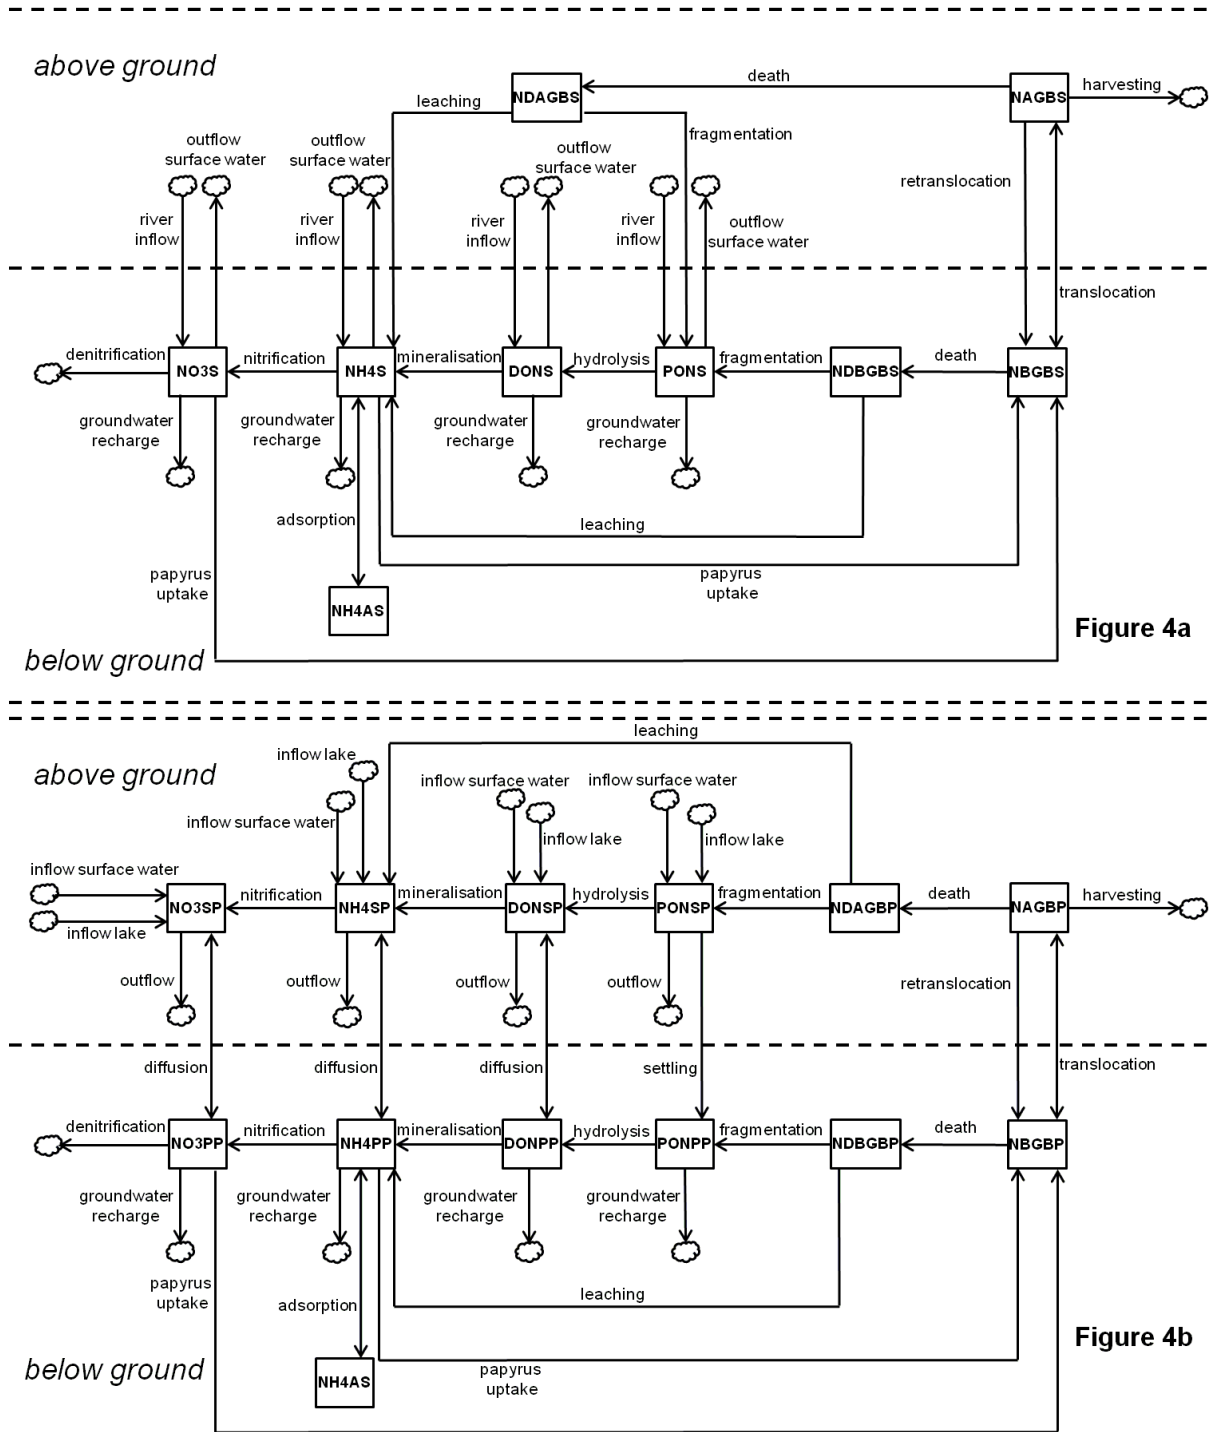 above ground
death
harvesting
NDAGBS
NAGBS
leaching
fragmentation
outflow
surface water
outflow
surface water
outflow
surface water
retranslocation
river
inflow
river
inflow
river
inflow
river
inflow
outflow
surface water
translocation
denitrification
NO3S
nitrification
NH4S
mineralisation
DONS
hydrolysis
PONS
fragmentation
NDBGBS
death
NBGBS
groundwater
recharge
groundwater
recharge
groundwater
recharge
groundwater
recharge
adsorption
leaching
papyrus
uptake
papyrus
uptake
NH4AS
Figure 4a
below ground
leaching
inflow lake
above ground
inflow surface water
inflow surface water
inflow surface water
inflow lake
inflow lake
inflow surface water
NO3SP
nitrification
NH4SP
mineralisation
DONSP
hydrolysis
PONSP
fragmentation
NDAGBP
death
NAGBP
harvesting
inflow lake
outflow
outflow
outflow
outflow
retranslocation
diffusion
diffusion
diffusion
settling
translocation
denitrification
NO3PP
nitrification
NH4PP
mineralisation
DONPP
hydrolysis
PONPP
fragmentation
NDBGBP
death
NBGBP
groundwater
recharge
groundwater
recharge
groundwater
recharge
groundwater
recharge
papyrus
uptake
adsorption
leaching
Figure 4b
below ground
NH4AS
papyrus
uptake